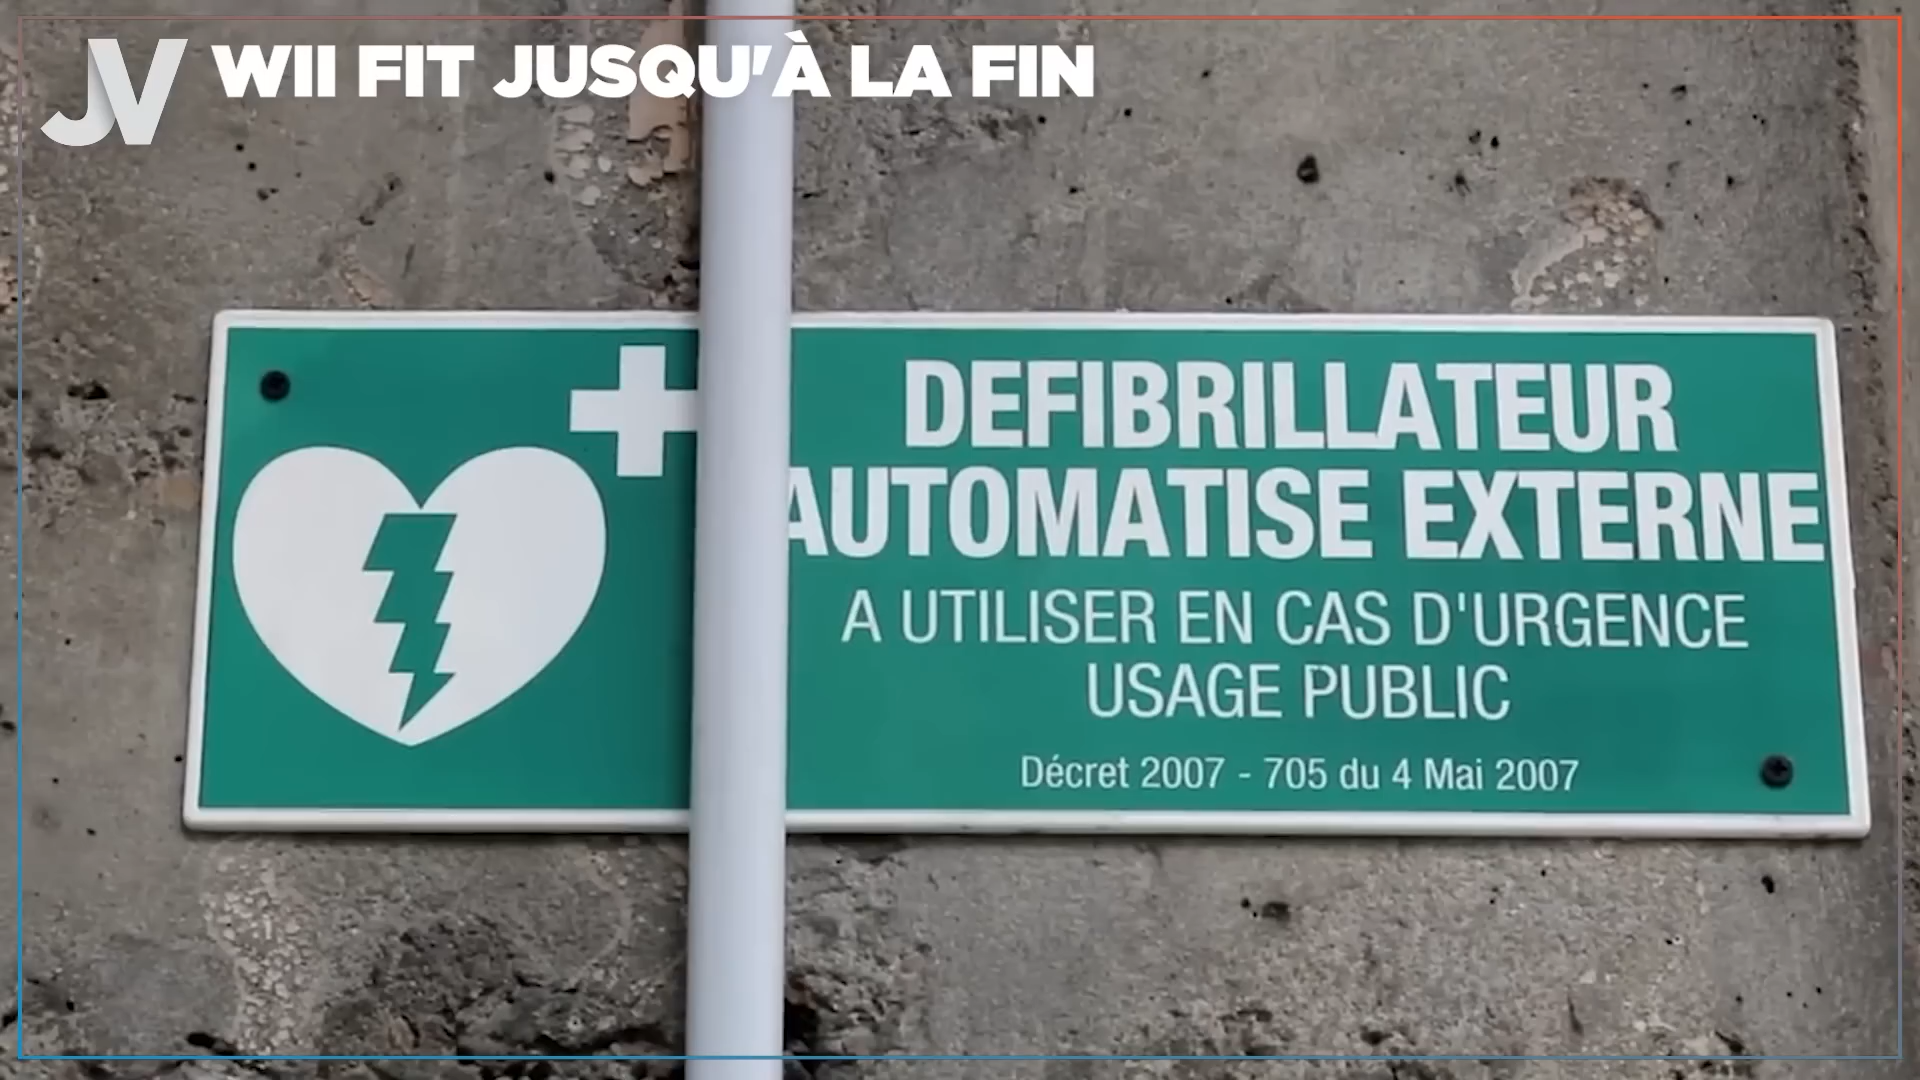 JV WII FIT JUSQU'À LA FIN
DEFIBRILLATEUR
AUTOMATISE EXTERNE
A UTILISER EN CAS D'URGENCE
USAGE PUBLIC
Décret 2007 - 705 du 4 Mai 2007